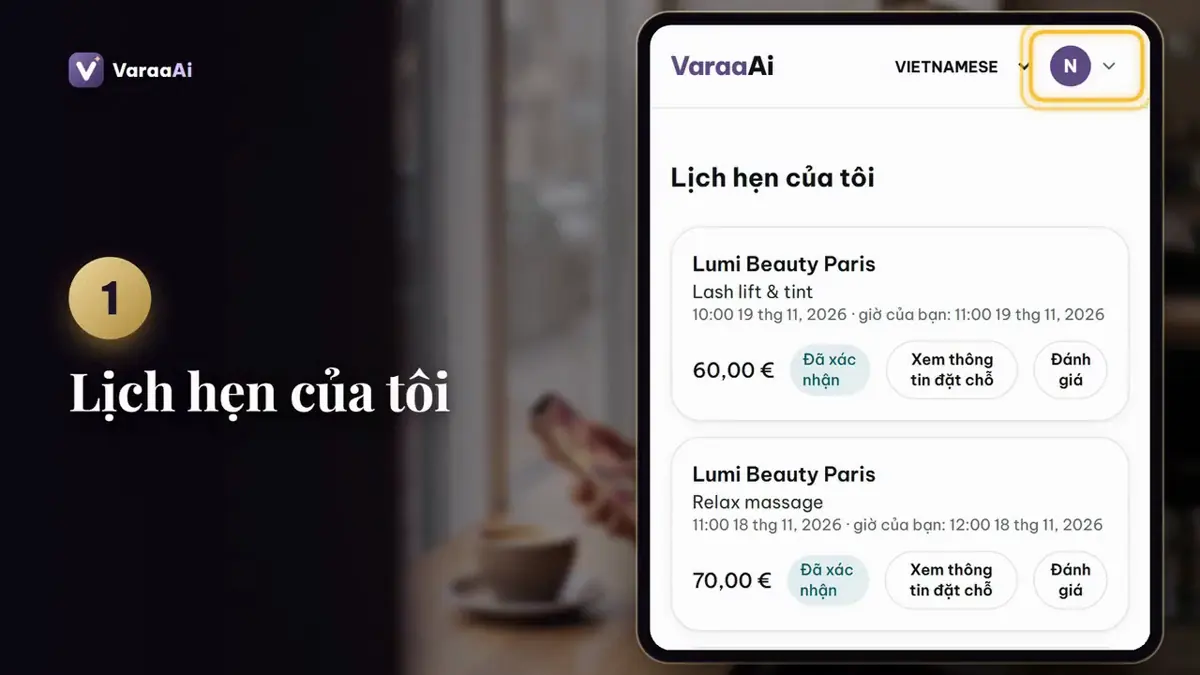 VaraaAi
1
Lịch hẹn của tôi
VaraaAi
VIETNAMESE
N
Lịch hẹn của tôi
Lumi Beauty Paris
Lash lift & tint
10:00 19 thg 11, 2026 · giờ của bạn: 11:00 19 thg 11, 2026
60,00 €
Đã xác
nhận
Xem thông
tin đặt chỗ
Đánh
giá
Lumi Beauty Paris
Relax massage
11:00 18 thg 11, 2026 · giờ của bạn: 12:00 18 thg 11, 2026
70,00 €
Đã xác
nhận
Xem thông
tin đặt chỗ
Đánh
giá